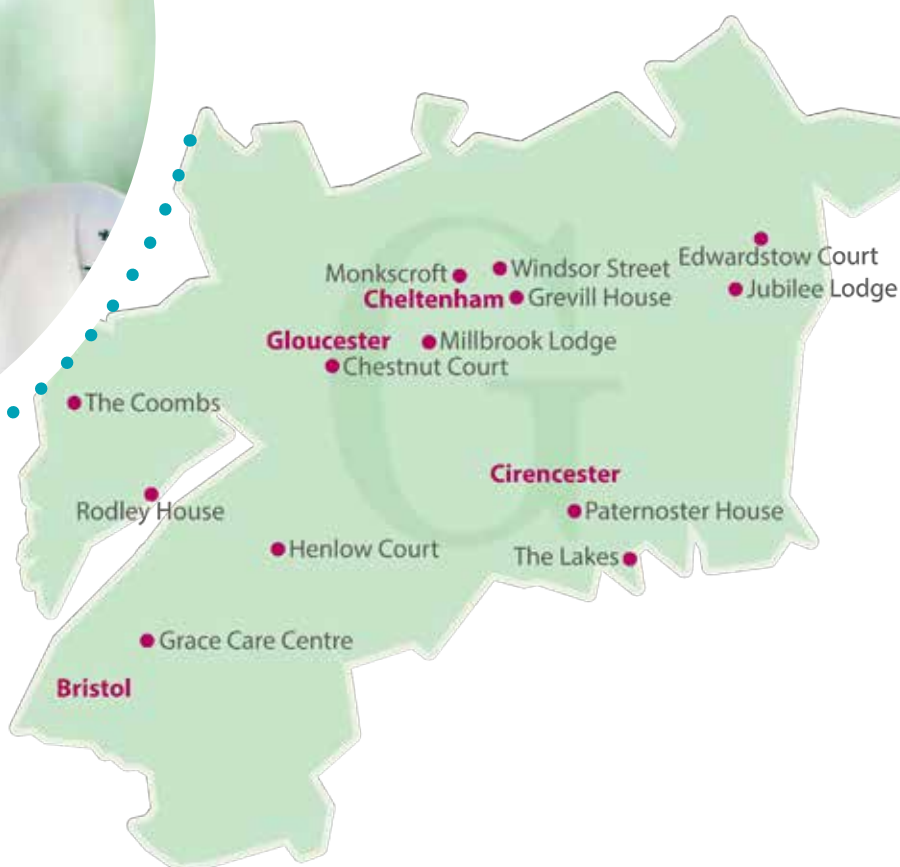 G
Edwardstow Court
Monkscroft
Windsor Street
Jubilee Lodge
Cheltenham
Grevill House
Gloucester
Millbrook Lodge
Chestnut Court
The Coombs
Cirencester
Rodley House
Paternoster House
Henlow Court
The Lakes
Grace Care Centre
Bristol